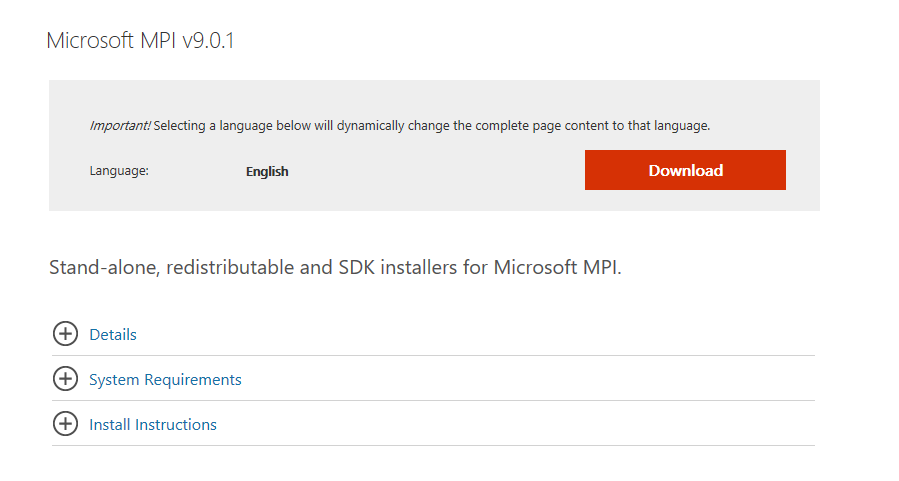 Microsoft MPI v9.0.1
Important! Selecting a language below will dynamically change the complete page content to that language.
Language: English Download
Stand-alone, redistributable and SDK installers for Microsoft MPI.
Details
System Requirements
Install Instructions